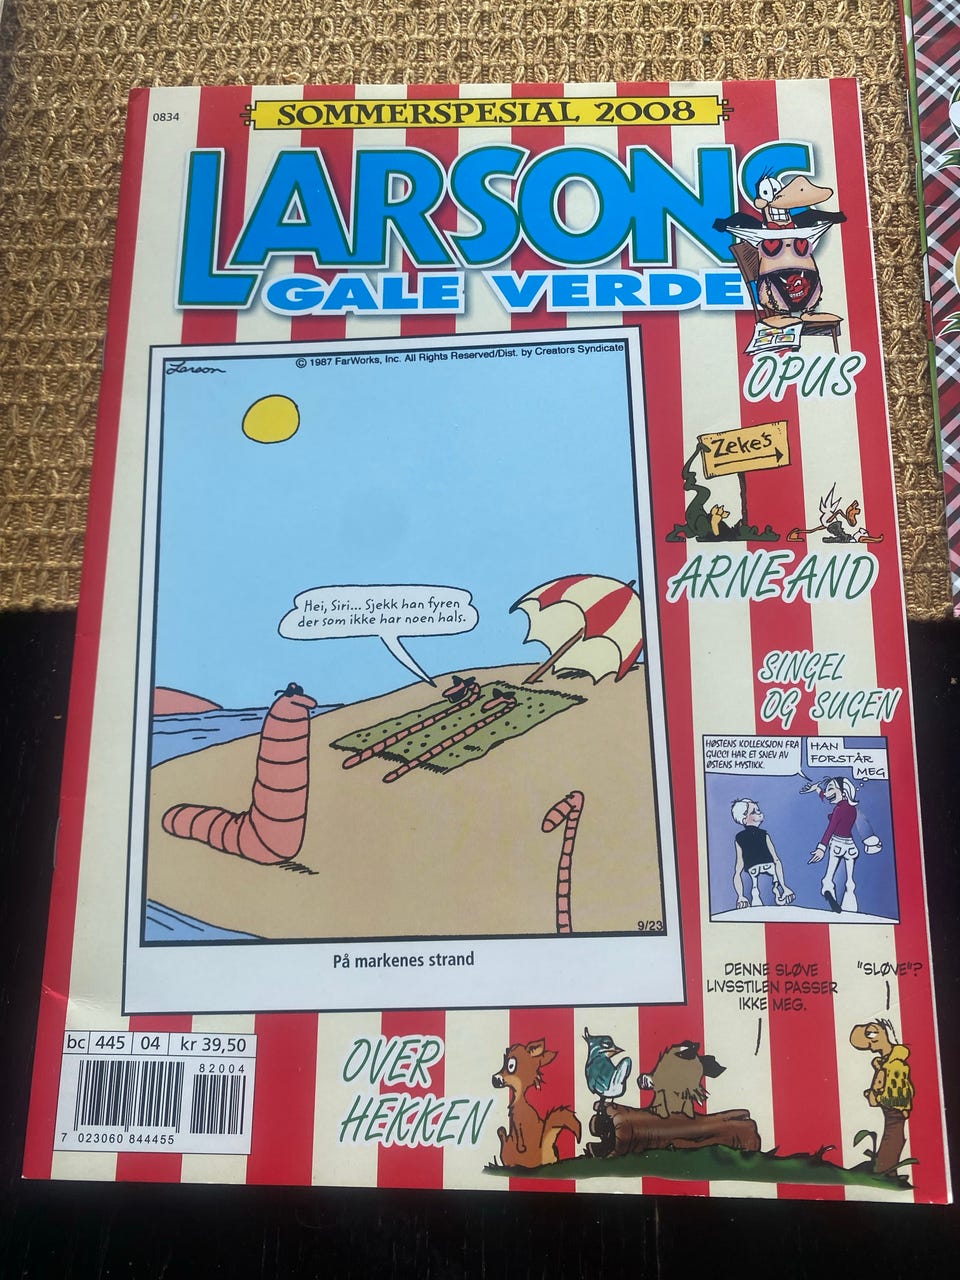 0834
SOMMERSPESIAL 2008
LARSONS
GALE VERDEN
Larson
© 1987 FarWorks, Inc. All Rights Reserved/Dist. by Creators Syndicate
OPUS
Zeke's
ARNE AND
Hei, Siri... Sjekk han fyren
der som ikke har noen hals.
SINGEL
OG SUGEN
HØSTENS KOLLEKSJON FRA
GUCCI HAR ET SNEV AV
ØSTENS MYSTIKK.
HAN
FORSTÅR
MEG
9/23
På markenes strand
DENNE SLØVE
LIVSSTILEN PASSER
IKKE MEG.
"SLØVE"?
bc 445 04 kr 39,50
82004
7 023060 844455
OVER
HEKKEN